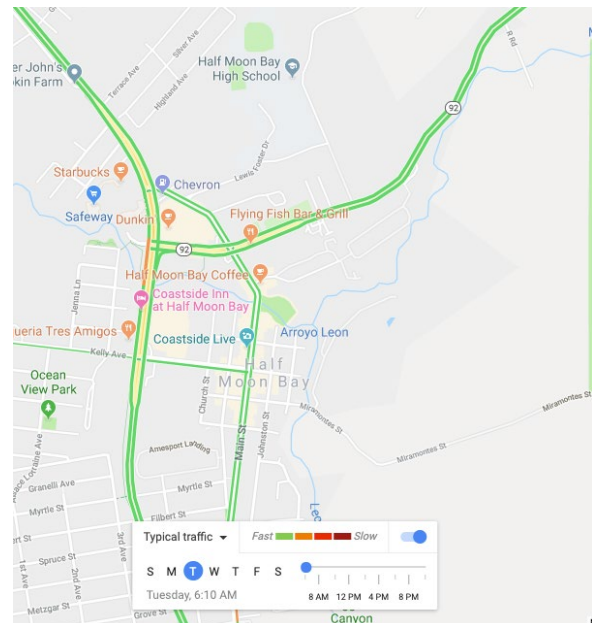 er John's
kin Farm
Terrace Ave
Silver Ave
Highland Ave
Half Moon Bay
High School
R Rd
92
Lewis Foster Dr
Starbucks
Chevron
Safeway
Dunkin
Flying Fish Bar & Grill
92
Half Moon Bay Coffee
Jenna Ln
Coastside Inn
at Half Moon Bay
ueria Tres Amigos
Coastside Live
Arroyo Leon
Kelly Ave
Half
Moon Bay
Ocean
View Park
Church St
Main St
Johnston St
Miramontes St
Miramontes St
Miramontes St
Lorraine Ave
Amesport Landing
Granelli Ave
Myrtle St
Myrtle St
Filbert St
3rd Ave
Spruce St
1st Ave
2nd Ave
Metzgar St
Typical traffic
Fast
Slow
S M T W T F S
Tuesday, 6:10 AM
8 AM 12 PM 4 PM 8 PM
Canyon